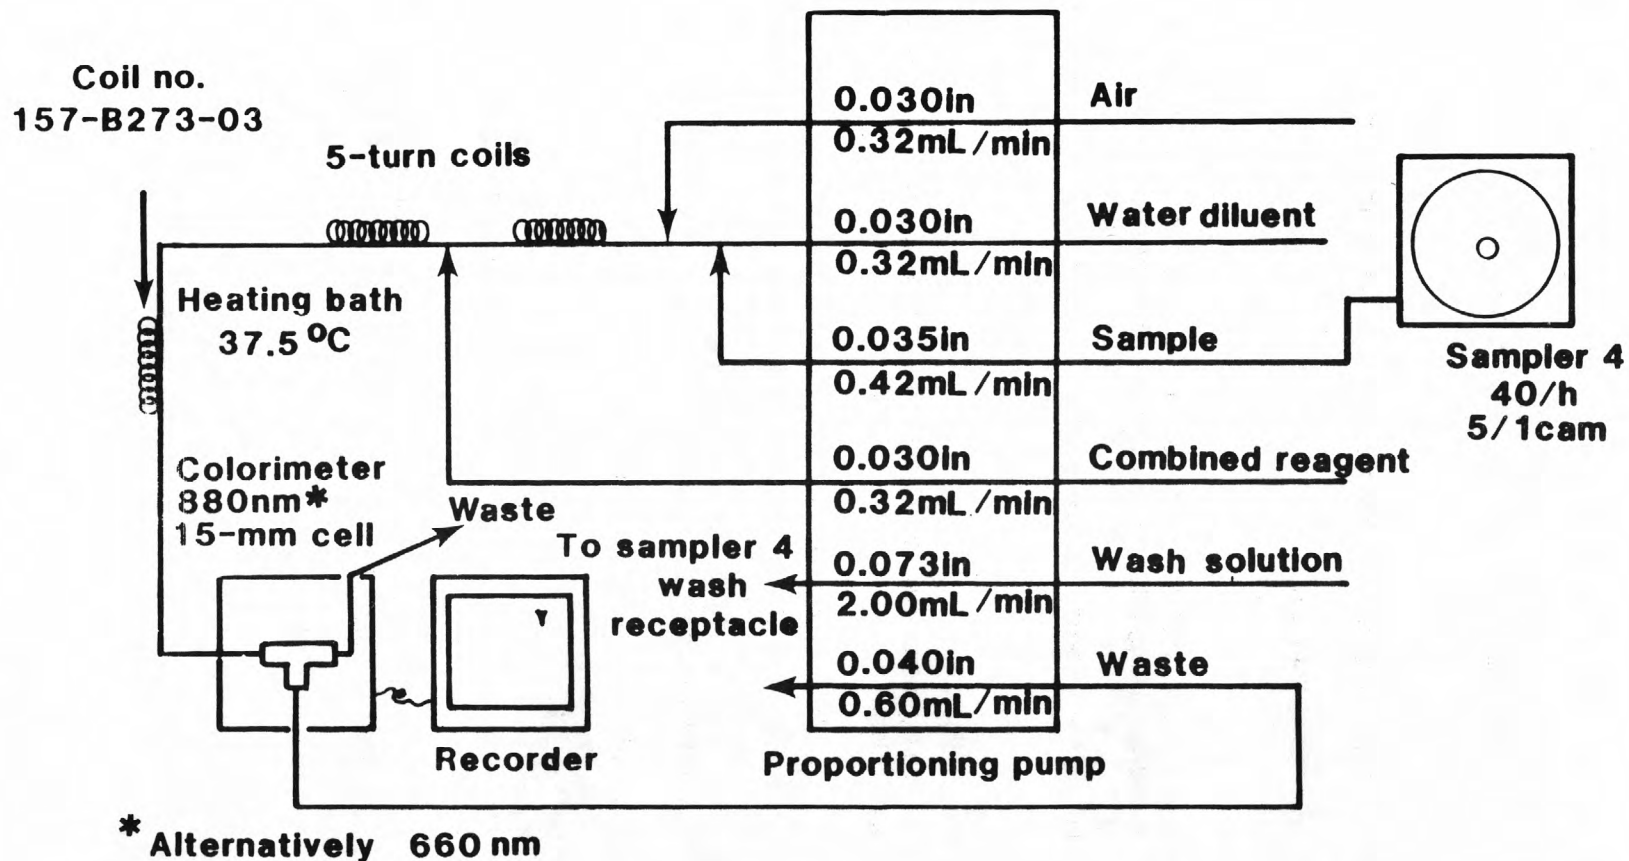 Coil no.
157-B273-03
5-turn coils
Heating bath
37.5 °C
Colorimeter
880nm*
15-mm cell
Waste
To sampler 4
wash
receptacle
Recorder
0.030in
0.32mL/min
Air
0.030in
0.32mL/min
Water diluent
0.035in
0.42mL/min
Sample
0.030in
0.32mL/min
Combined reagent
0.073in
2.00mL/min
Wash solution
0.040in
0.60mL/min
Waste
Proportioning pump
Sampler 4
40/h
5/1cam
* Alternatively 660 nm